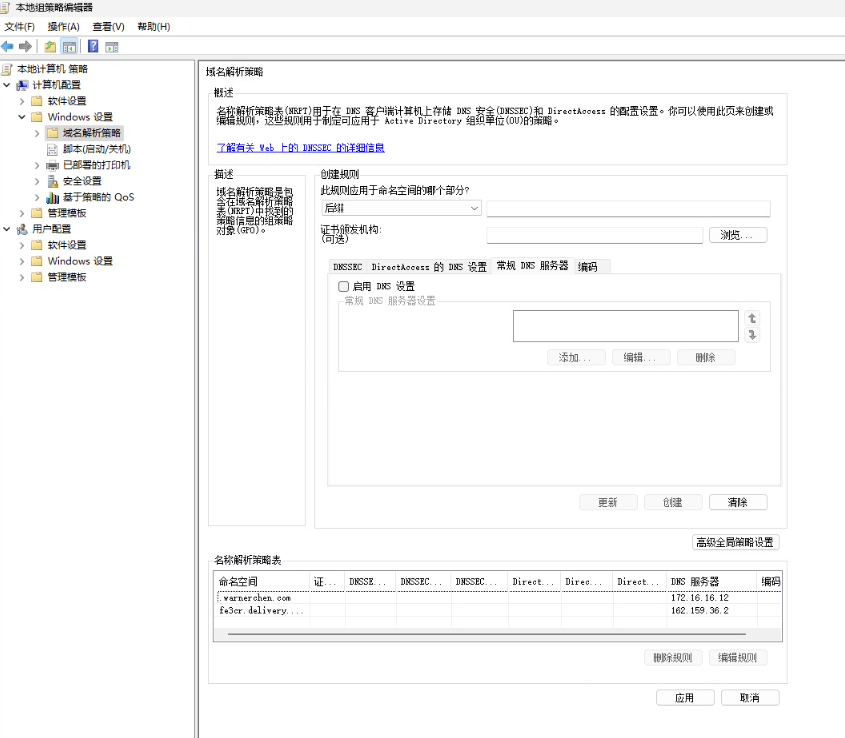 本地组策略编辑器
文件(F) 操作(A) 查看(V) 帮助(H)
本地计算机 策略
计算机配置
软件设置
Windows 设置
域名解析策略
脚本(启动/关机)
已部署的打印机
安全设置
基于策略的 QoS
管理模板
用户配置
软件设置
Windows 设置
管理模板
域名解析策略
概述
名称解析策略表(NRPT)用于在 DNS 客户端计算机上存储 DNS 安全(DNSSEC)和 DirectAccess 的配置设置。你可以使用此页来创建或
编辑规则，这些规则用于制定可应用于 Active Directory 组织单位(OU)的策略。
了解有关 Web 上的 DNSSEC 的详细信息
描述
域名解析策略是包
含在域名解析策略
表(NRPT)中找到的
策略信息的组策略
对象(GPO)。
创建规则
此规则应用于命名空间的哪个部分?
后缀
证书颁发机构:
(可选)
浏览...
DNSSEC DirectAccess 的 DNS 设置 常规 DNS 服务器 编码
启用 DNS 设置
常规 DNS 服务器设置
添加... 编辑... 删除
更新 创建 清除
高级全局策略设置
名称解析策略表
命名空间 证... DNSSE... DNSSEC... DNSSEC... Direct... Direc... Direct... DNS 服务器 编码
.warnerchen.com 172.16.16.12
fe3cr.delivery.... 162.159.36.2
删除规则 编辑规则
应用 取消